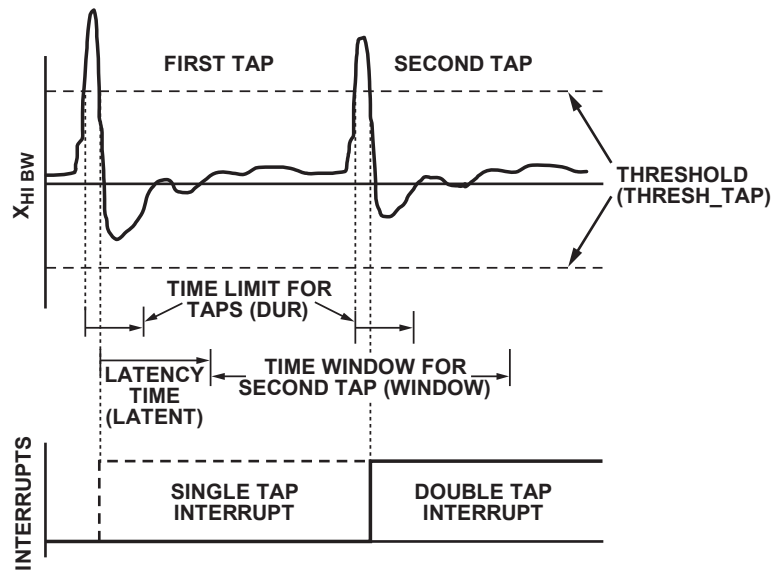 FIRST TAP
SECOND TAP
X HI BW
THRESHOLD
(THRESH_TAP)
TIME LIMIT FOR
TAPS (DUR)
LATENCY
TIME
(LATENT)
TIME WINDOW FOR
SECOND TAP (WINDOW)
INTERRUPTS
SINGLE TAP
INTERRUPT
DOUBLE TAP
INTERRUPT